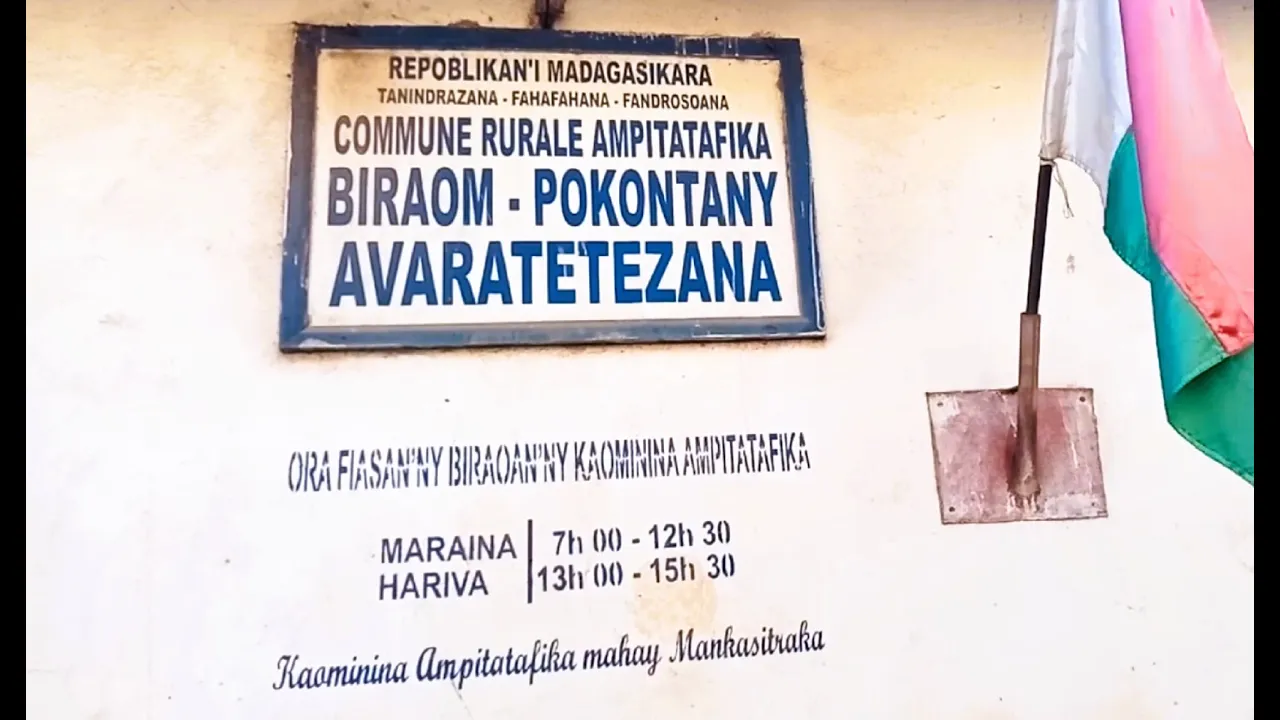 REPOBLIKAN'I MADAGASIKARA
TANINDRAZANA - FAHAFAHANA - FANDROSOANA
COMMUNE RURALE AMPITATAFIKA
BIRAOM - POKONTANY
AVARATETEZANA
ORA FIASAN'NY BIRAOAN'NY KAOMININA AMPITATAFIKA
MARAINA 7h 00 - 12h 30
HARIVA 13h 00 - 15h 30
Kaominina Ampitatafika mahay Mankasitraka